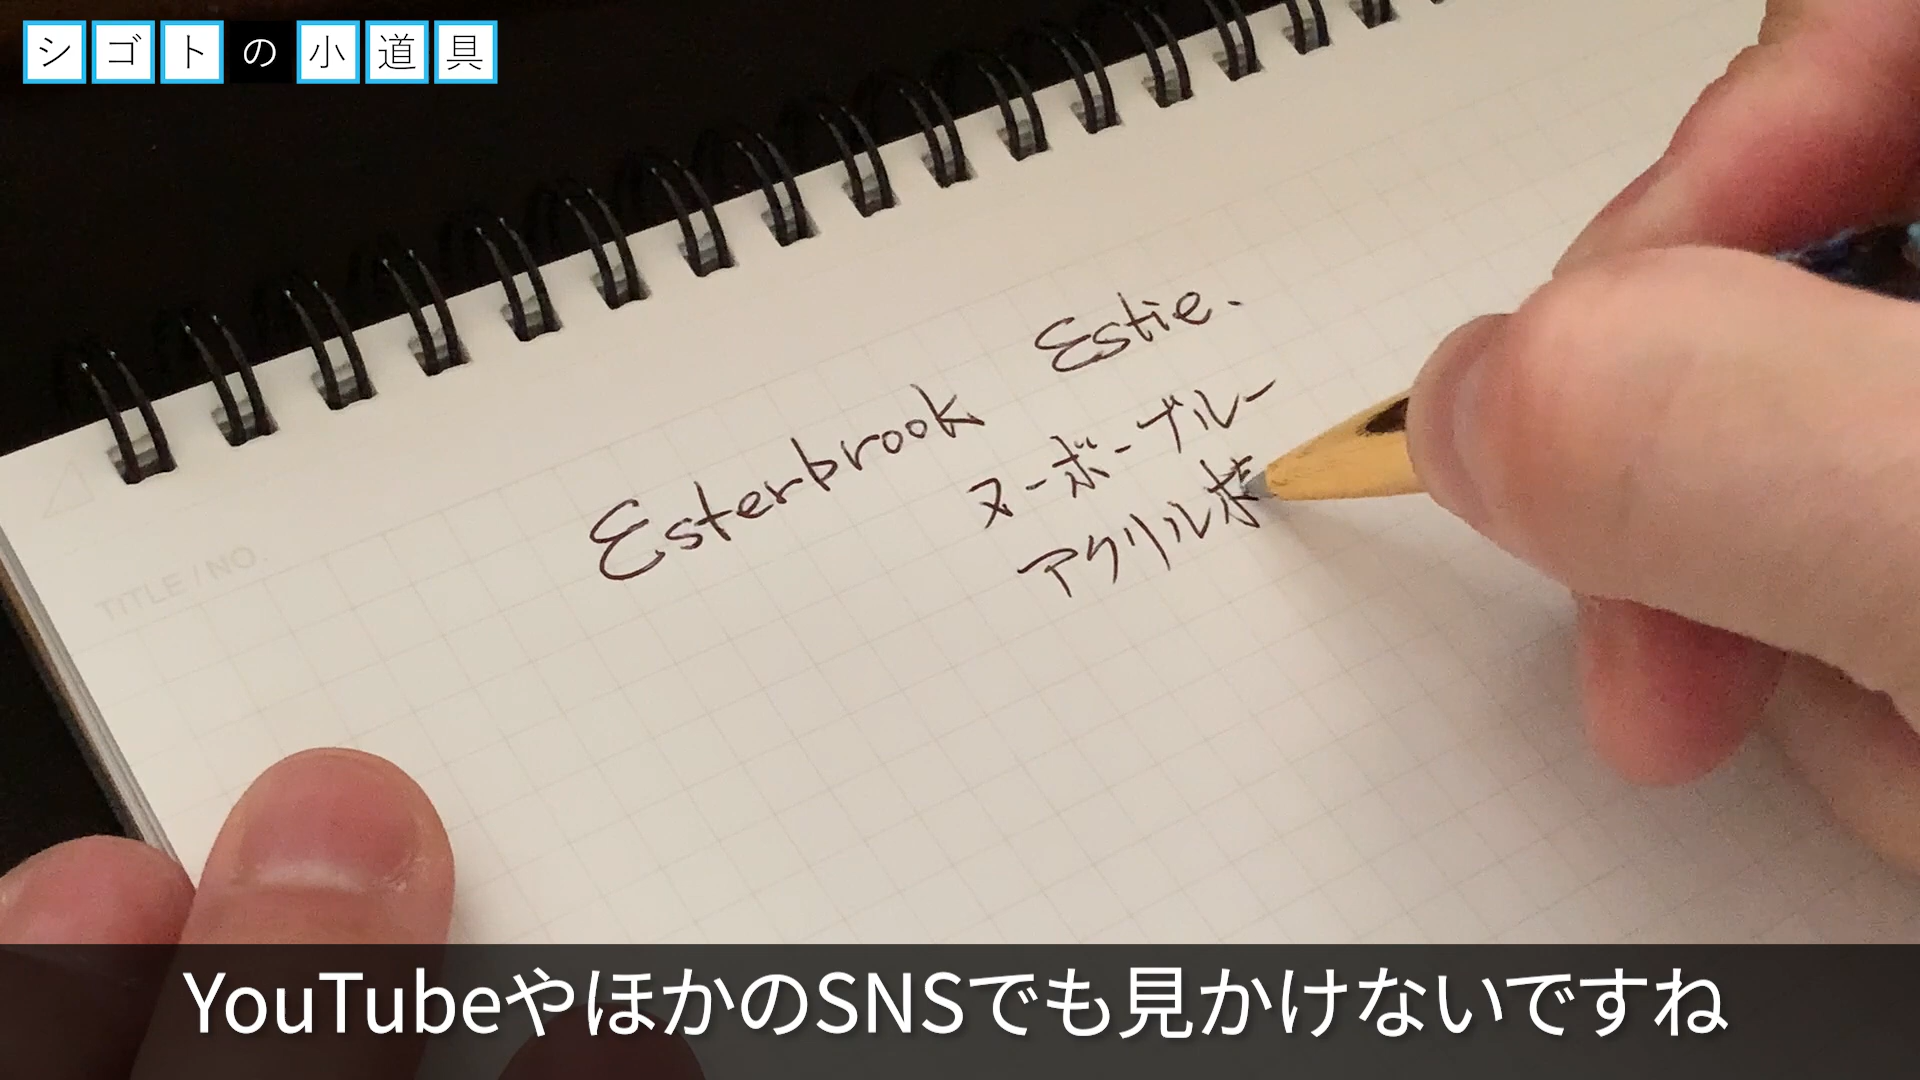 シゴトの小道具
Esterbrook Estie.
ヌーボーブルー
アクリル
TITLE / NO.
YouTubeやほかのSNSでも見かけないですね